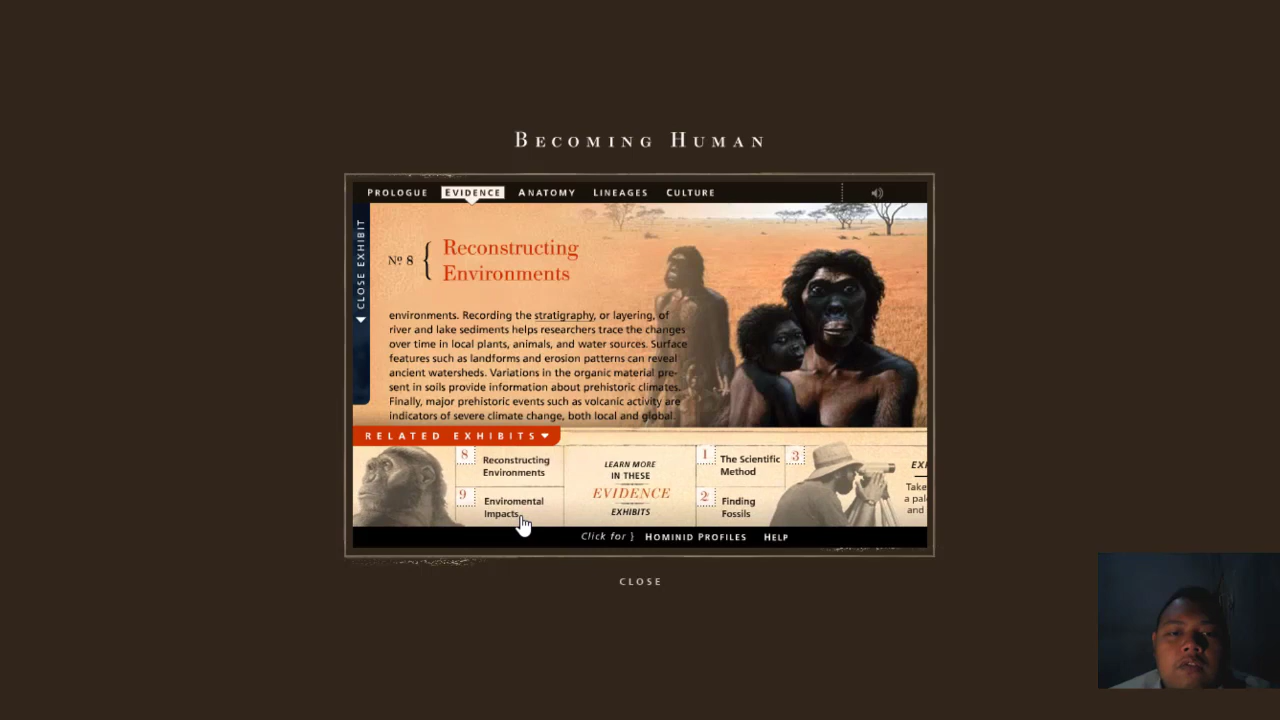 BECOMING HUMAN
PROLOGUE EVIDENCE ANATOMY LINEAGES CULTURE
CLOSE EXHIBIT
Nº 8 { Reconstructing
Environments
environments. Recording the stratigraphy, or layering, of
river and lake sediments helps researchers trace the changes
over time in local plants, animals, and water sources. Surface
features such as landforms and erosion patterns can reveal
ancient watersheds. Variations in the organic material pre-
sent in soils provide information about prehistoric climates.
Finally, major prehistoric events such as volcanic activity are
indicators of severe climate change, both local and global
RELATED EXHIBITS
8 Reconstructing
Environments
9 Enviromental
Impacts
LEARN MORE
IN THESE
EVIDENCE
EXHIBITS
1 The Scientific
Method
2 Finding
Fossils
3
EXI
Take
a pal
and
Click for } HOMINID PROFILES HELP
CLOSE